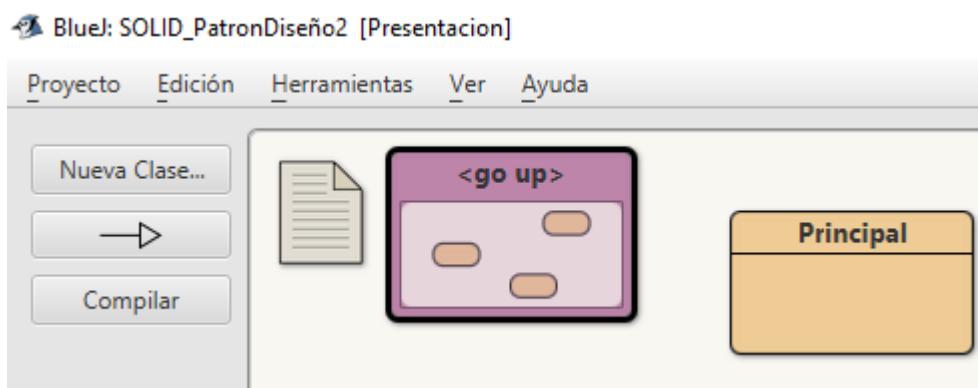 BlueJ: SOLID_PatronDiseño2 [Presentacion]
Proyecto Edición Herramientas Ver Ayuda
Nueva Clase...
Compilar
<go up>
Principal